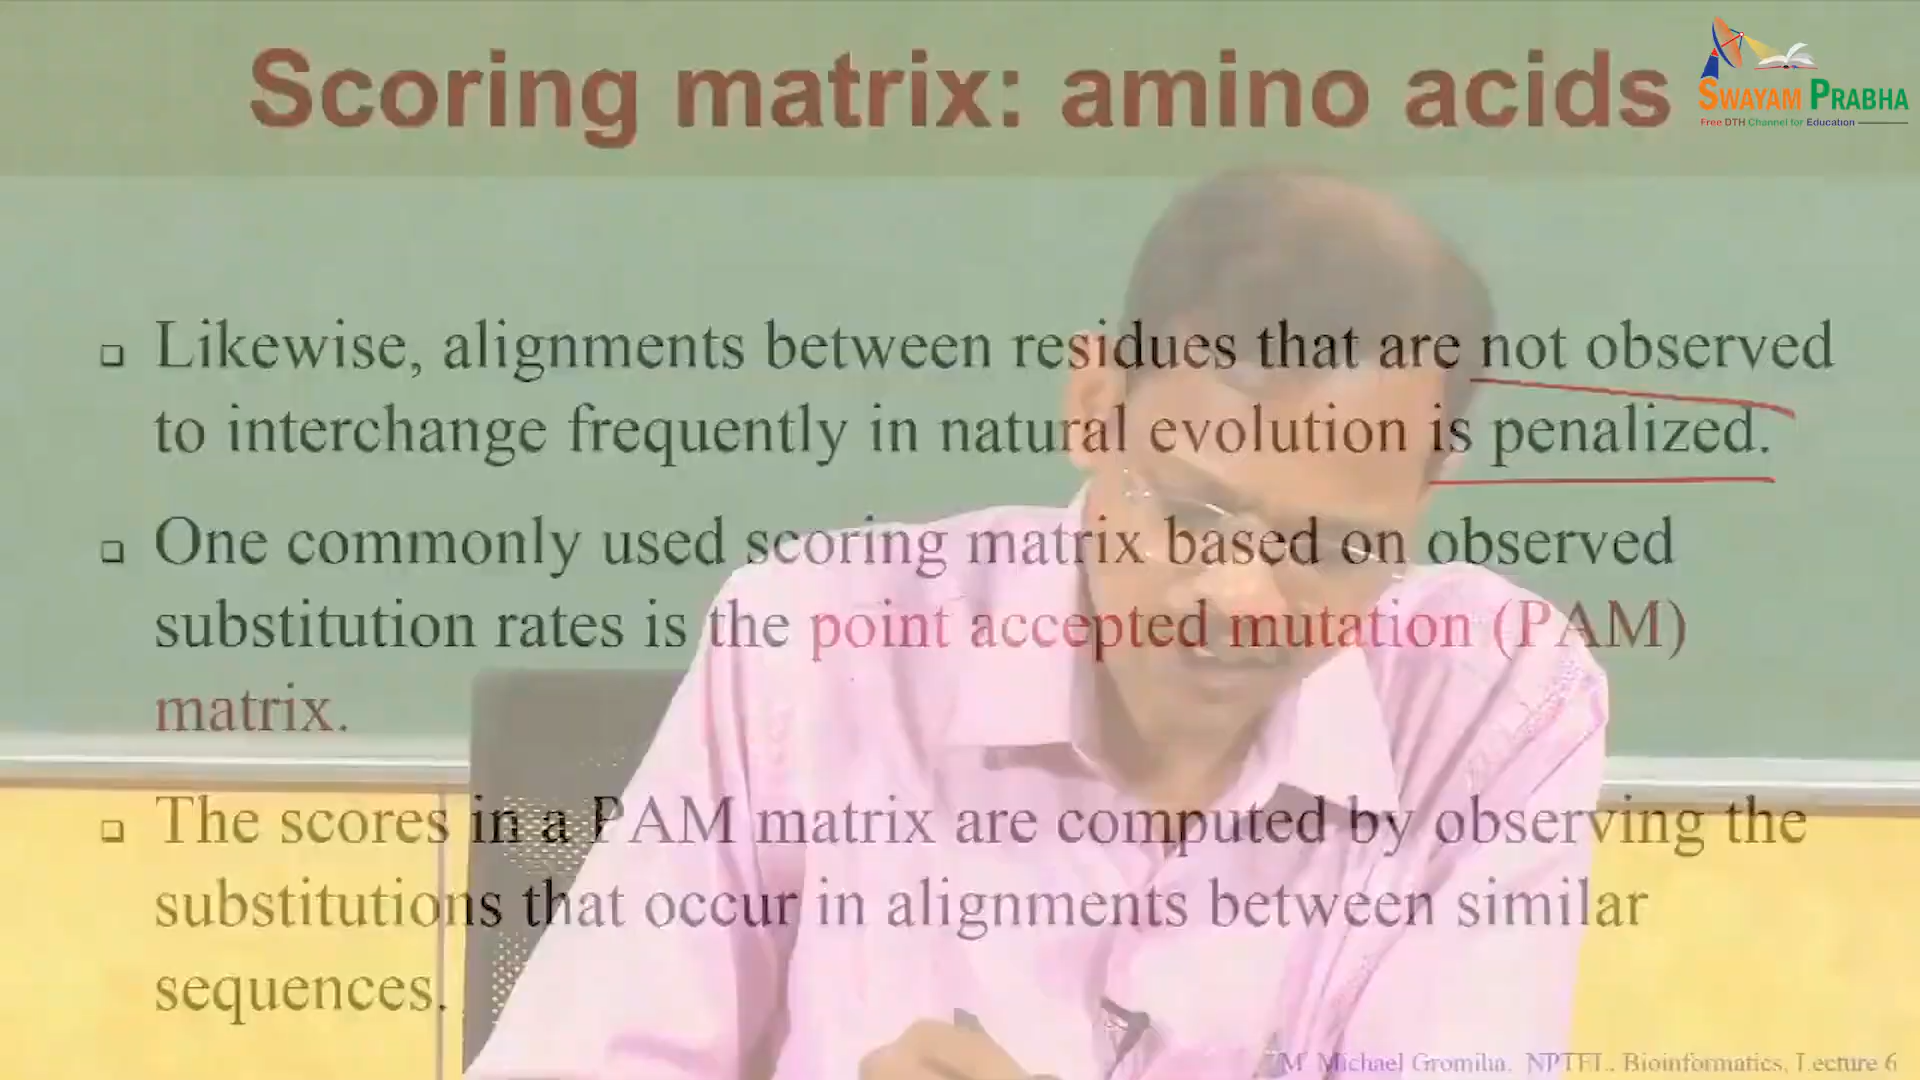 Scoring matrix: amino acids
SWAYAM PRABHA
Free DTH Channel for Education
❑ Likewise, alignments between residues that are not observed
to interchange frequently in natural evolution is penalized.
❑ One commonly used scoring matrix based on observed
substitution rates is the point accepted mutation (PAM)
matrix.
❑ The scores in a PAM matrix are computed by observing the
substitutions that occur in alignments between similar
sequences.
M. Michael Gromiha, NPTEL, Bioinformatics, Lecture 6